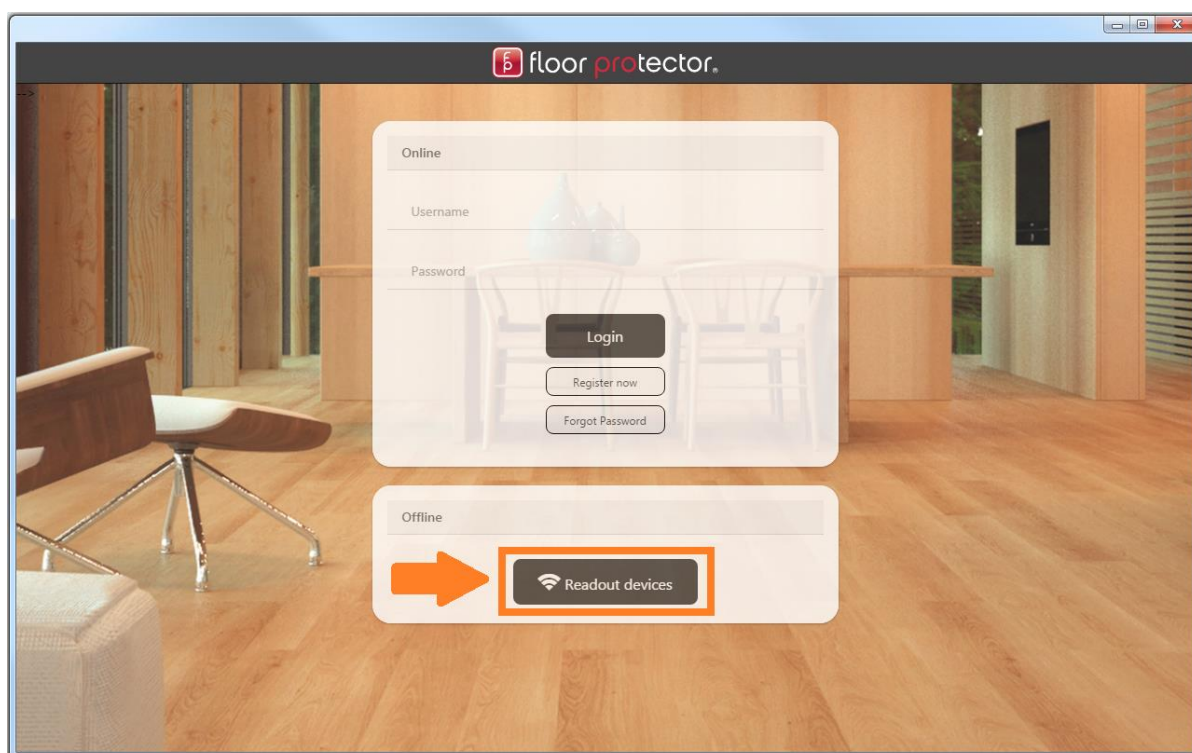 floor protector®
-->
Online
Username
Password
Login
Register now
Forgot Password
Offline
Readout devices